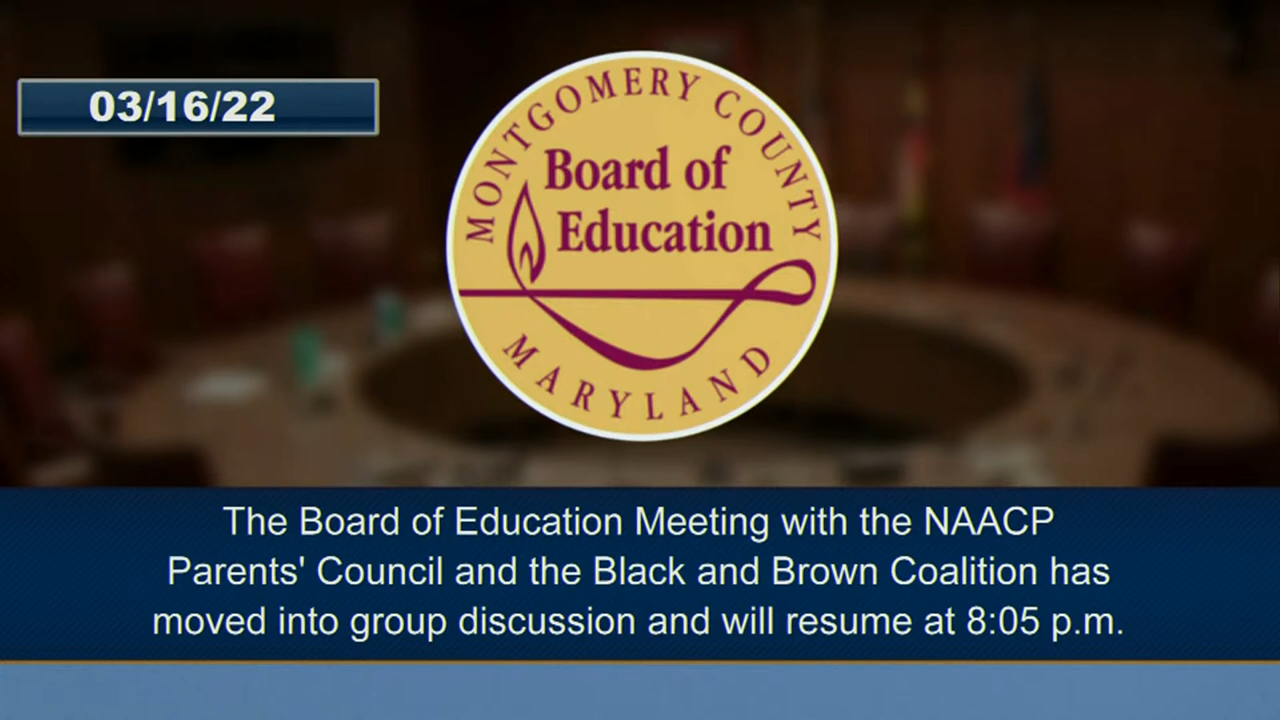 03/16/22
MONTGOMERY COUNTY
Board of
Education
MARYLAND
The Board of Education Meeting with the NAACP
Parents' Council and the Black and Brown Coalition has
moved into group discussion and will resume at 8:05 p.m.